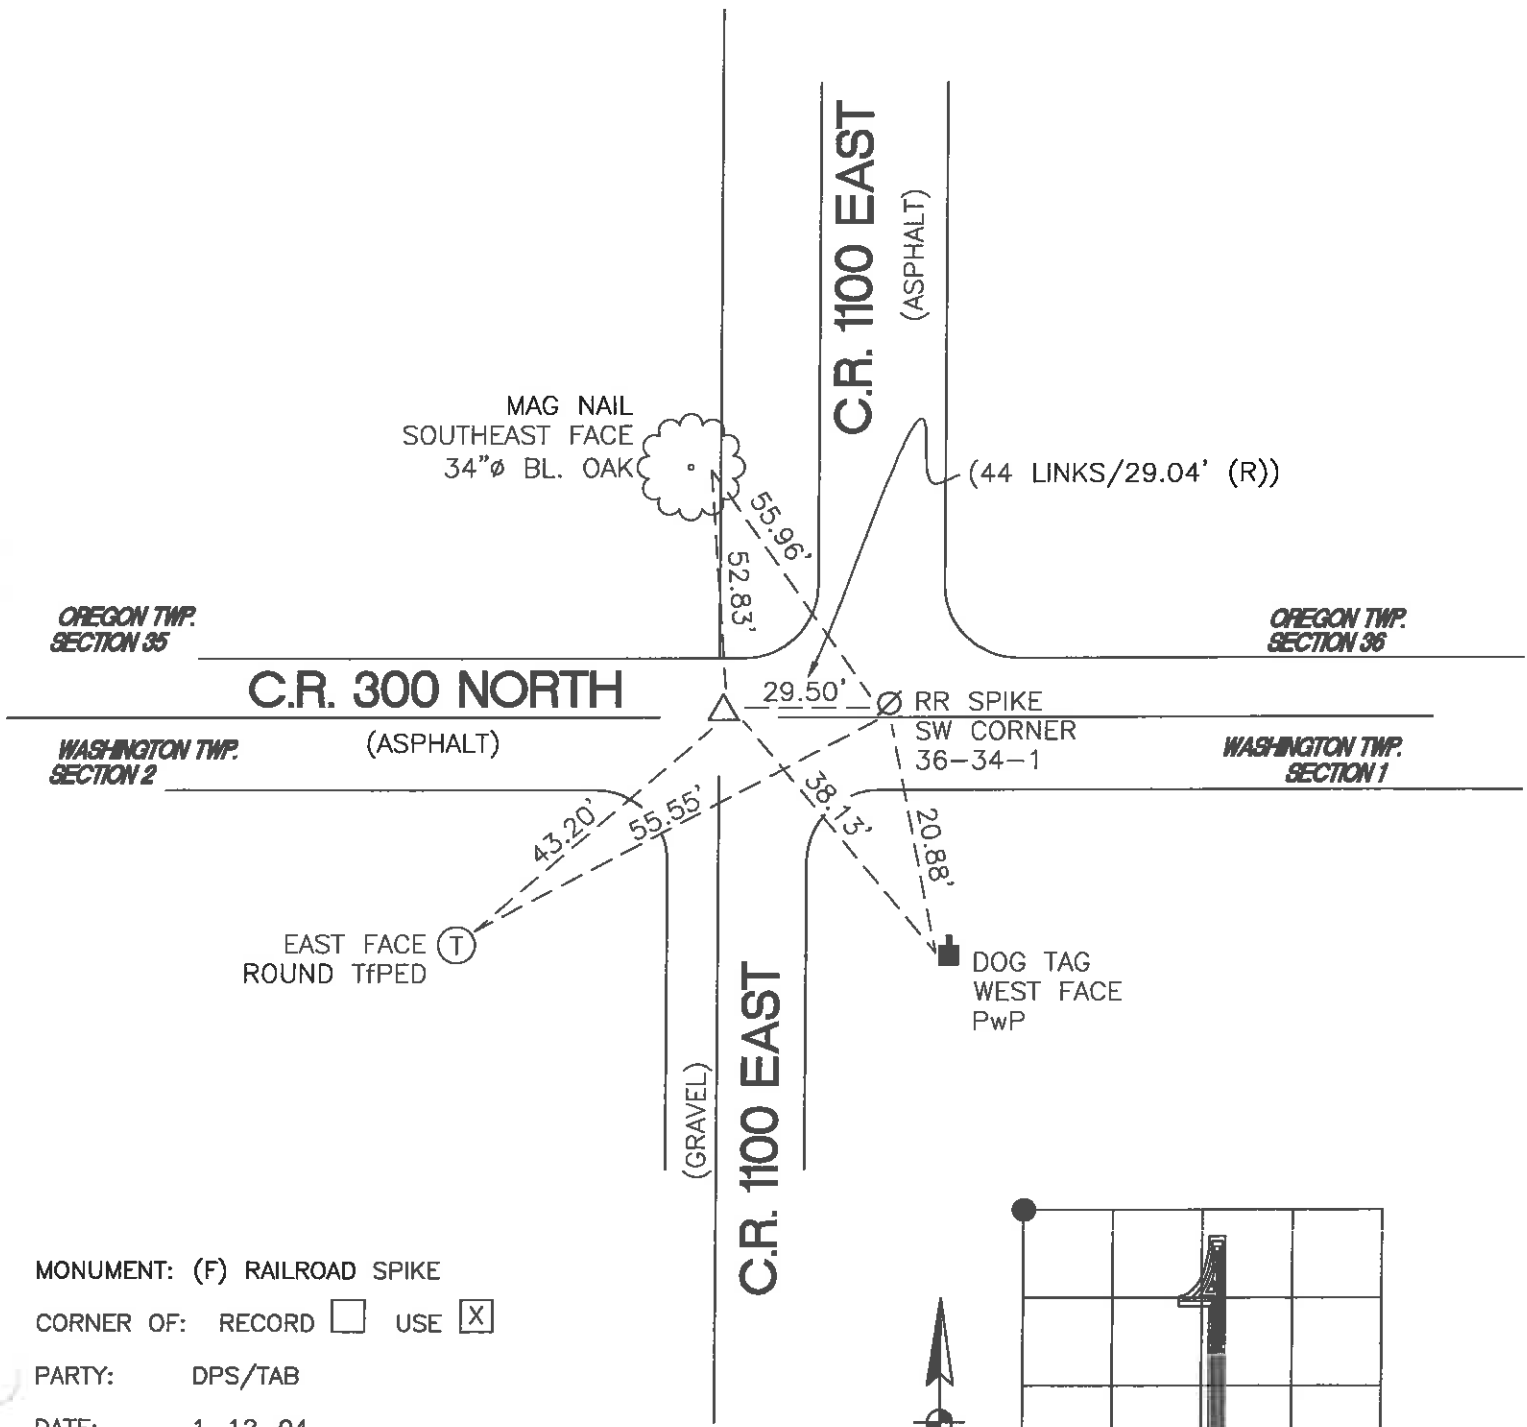 C.R. 1100 EAST
(ASPHALT)
MAG NAIL
SOUTHEAST FACE
34"ø BL. OAK
(44 LINKS/29.04' (R))
55.96'
52.83'
OREGON TWP.
SECTION 35
OREGON TWP.
SECTION 36
C.R. 300 NORTH
(ASPHALT)
29.50'
RR SPIKE
SW CORNER
36-34-1
WASHINGTON TWP.
SECTION 2
WASHINGTON TWP.
SECTION 1
43.20'
55.55'
38.13'
20.88'
EAST FACE
ROUND TfPED
T
DOG TAG
WEST FACE
PwP
(GRAVEL)
C.R. 1100 EAST
MONUMENT: (F) RAILROAD SPIKE
CORNER OF: RECORD USE X
PARTY: DPS/TAB